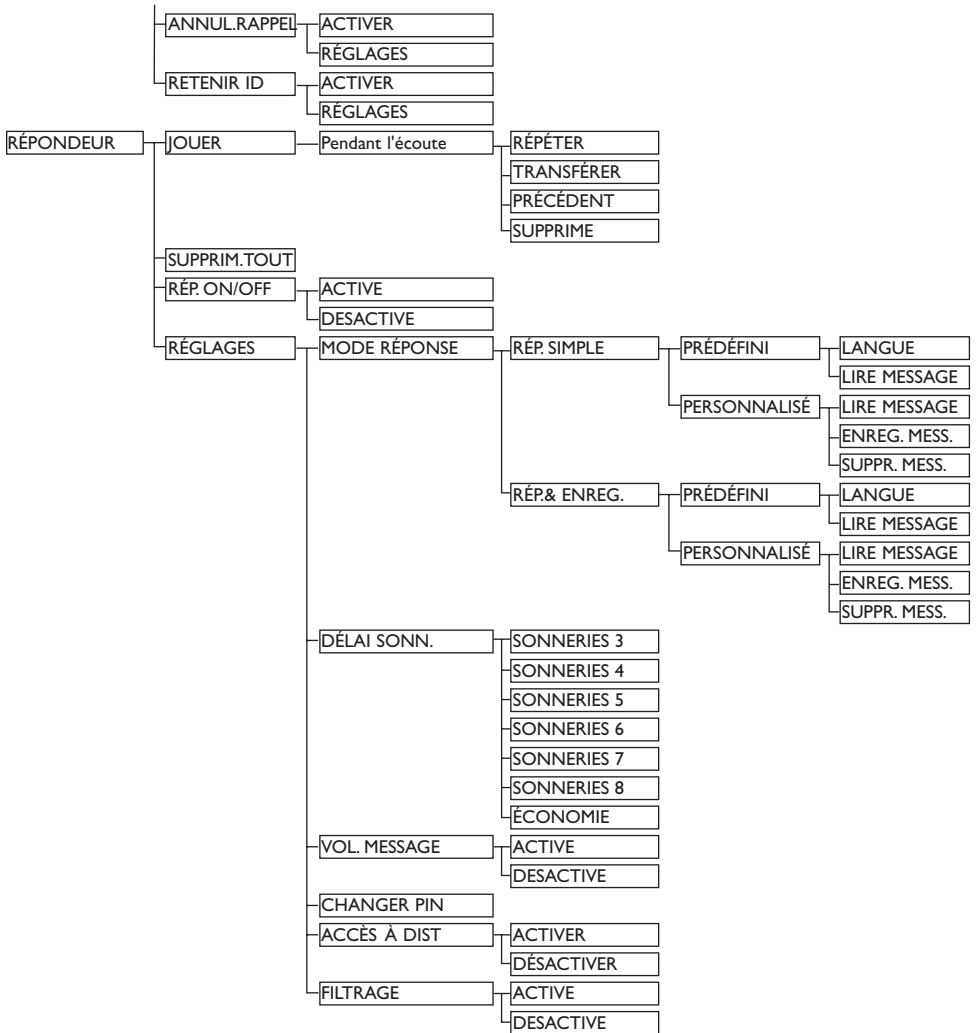 ANNUL.RAPPEL ACTIVER
RÉGLAGES
RETENIR ID ACTIVER
RÉGLAGES
RÉPONDEUR JOUER Pendant l'écoute RÉPÉTER
TRANSFÉRER
PRÉCÉDENT
SUPPRIME
SUPPRIM.TOUT
RÉP. ON/OFF ACTIVE
DESACTIVE
RÉGLAGES MODE RÉPONSE RÉP. SIMPLE PRÉDÉFINI LANGUE
LIRE MESSAGE
PERSONNALISÉ LIRE MESSAGE
ENREG. MESS.
SUPPR. MESS.
RÉP.& ENREG. PRÉDÉFINI LANGUE
LIRE MESSAGE
PERSONNALISÉ LIRE MESSAGE
ENREG. MESS.
SUPPR. MESS.
DÉLAI SONN. SONNERIES 3
SONNERIES 4
SONNERIES 5
SONNERIES 6
SONNERIES 7
SONNERIES 8
ÉCONOMIE
VOL. MESSAGE ACTIVE
DESACTIVE
CHANGER PIN
ACCÈS À DIST ACTIVER
DÉSACTIVER
FILTRAGE ACTIVE
DESACTIVE